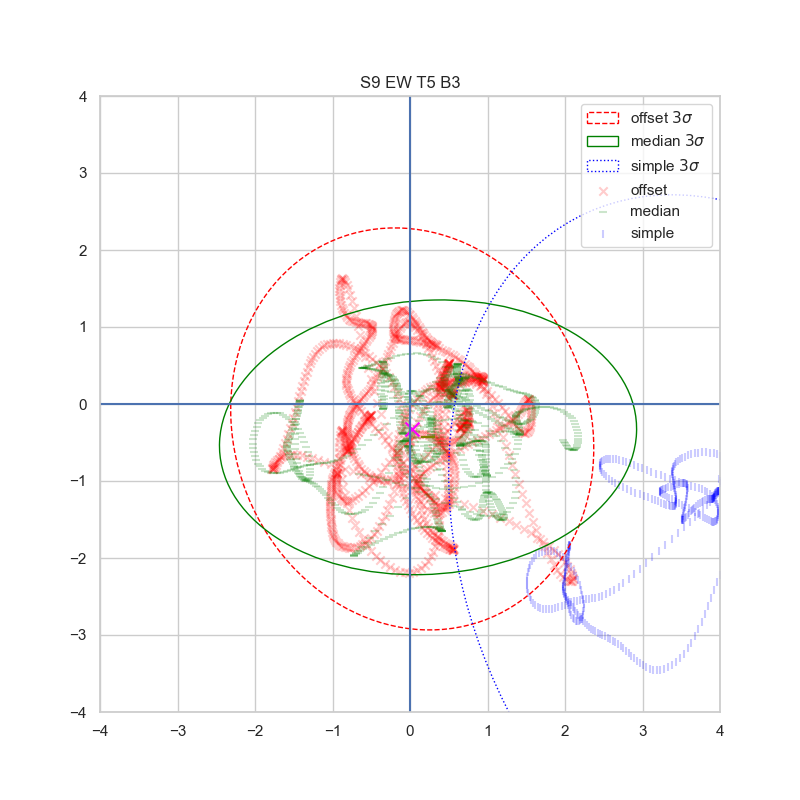 S9 EW T5 B3
4
3
2
1
0
−1
−2
−3
−4
−4 −3 −2 −1 0 1 2 3 4
offset 3σ
median 3σ
simple 3σ
offset
median
simple